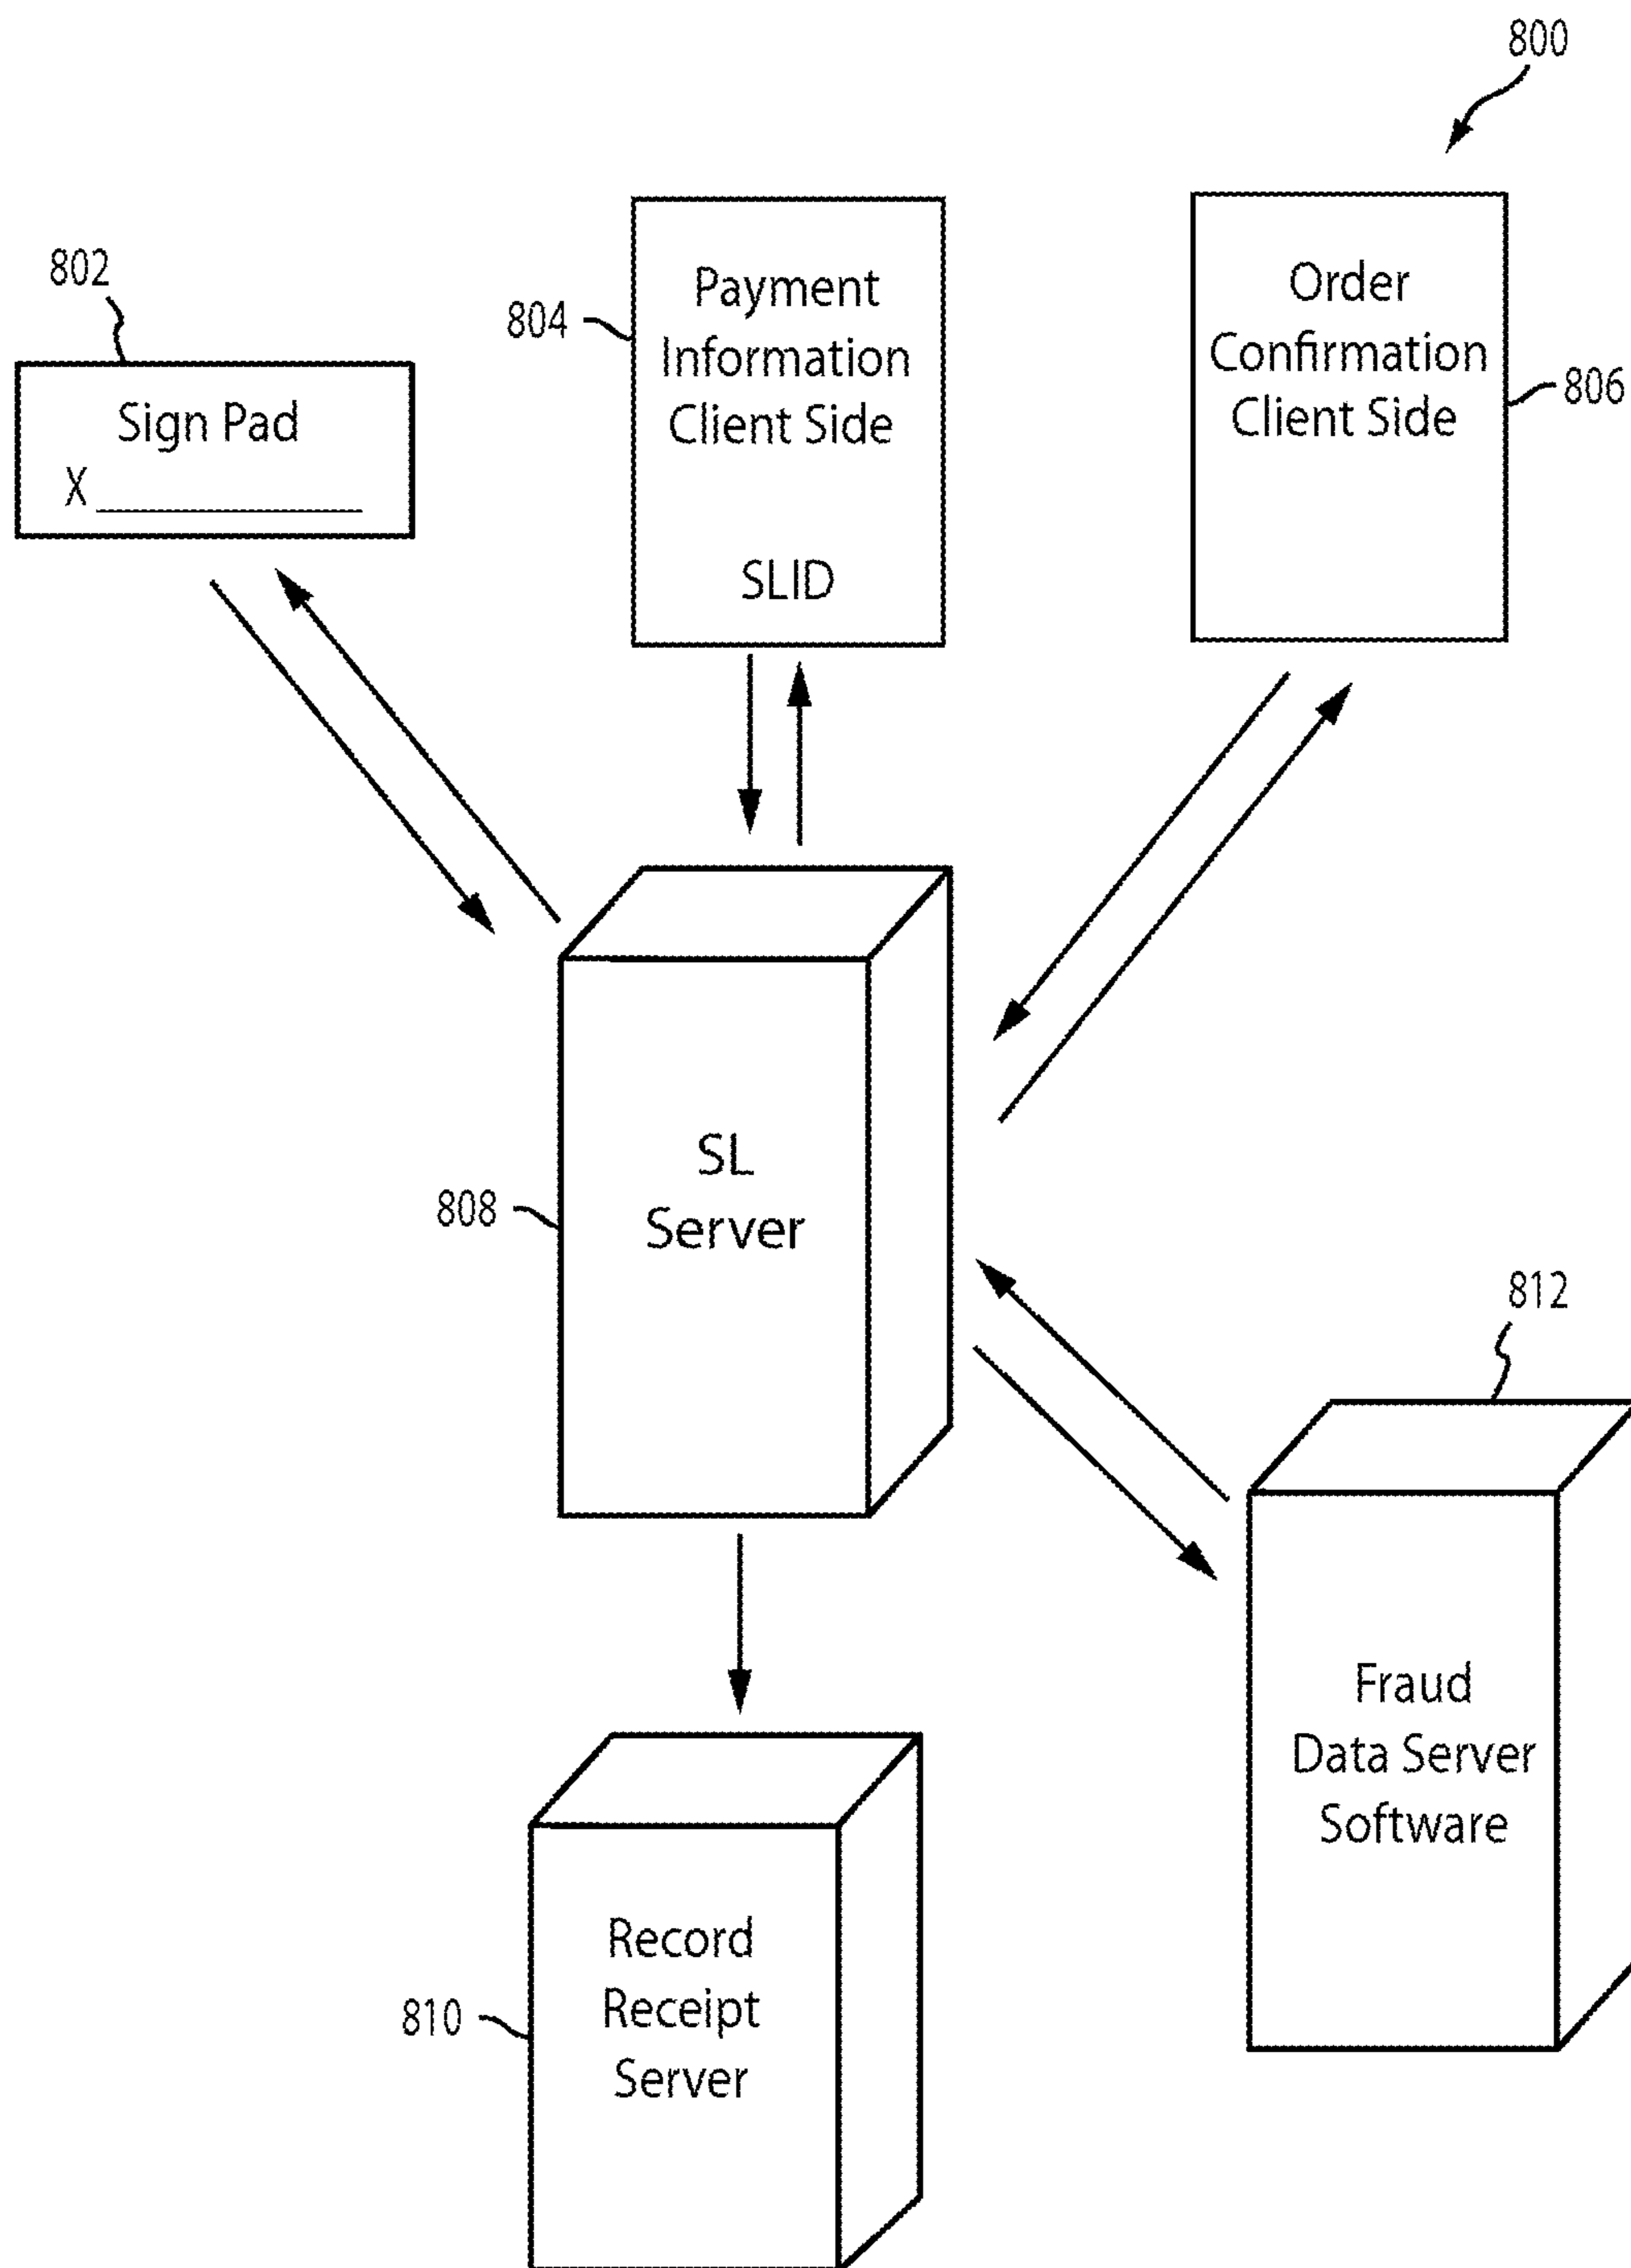 800
802
Sign Pad
X
804
Payment
Information
Client Side
SLID
Order
Confirmation
Client Side
806
808
SL
Server
812
Fraud
Data Server
Software
810
Record
Receipt
Server